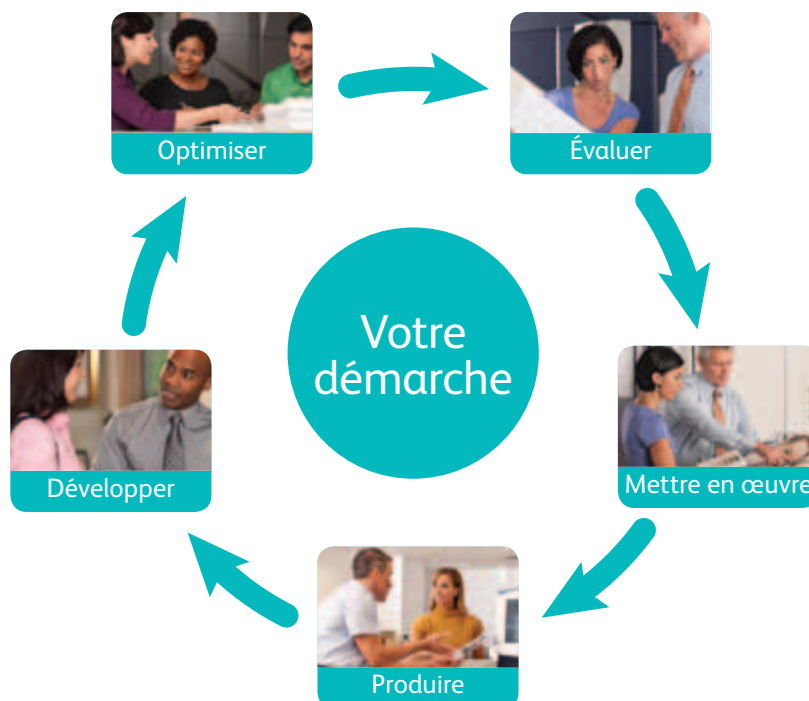 Optimiser
Évaluer
Votre
démarche
Développer
Mettre en œuvre
Produire